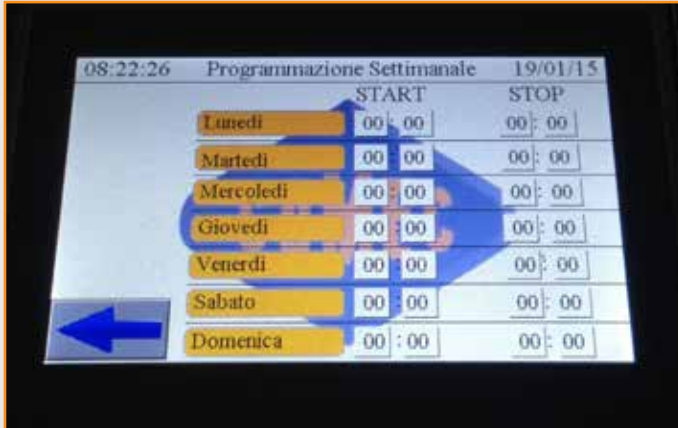 08:22:26 Programmazione Settimanale 19/01/15
START STOP
Lunedi 00 : 00 00 : 00
Martedi 00 : 00 00 : 00
Mercoledi 00 : 00 00 : 00
Giovedi 00 : 00 00 : 00
Venerdi 00 : 00 00 : 00
Sabato 00 : 00 00 : 00
Domenica 00 : 00 00 : 00